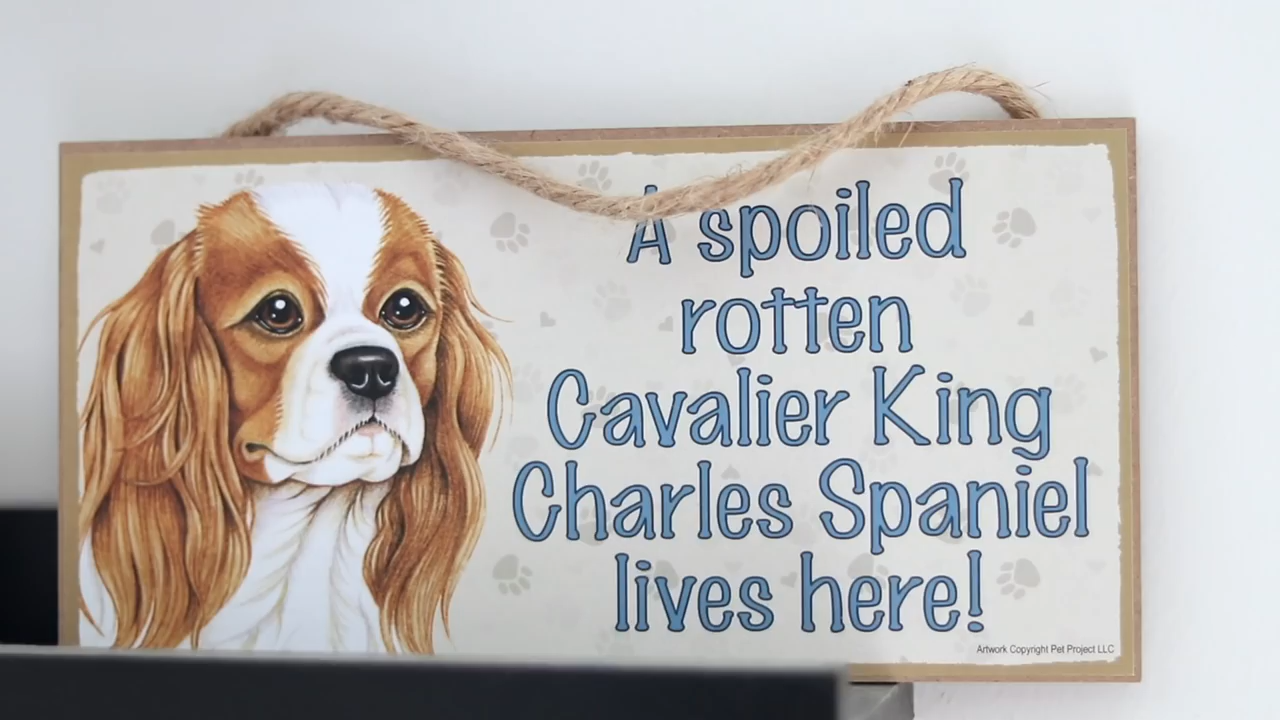 A spoiled
rotten
Cavalier King
Charles Spaniel
lives here!
Artwork Copyright Pet Project LLC